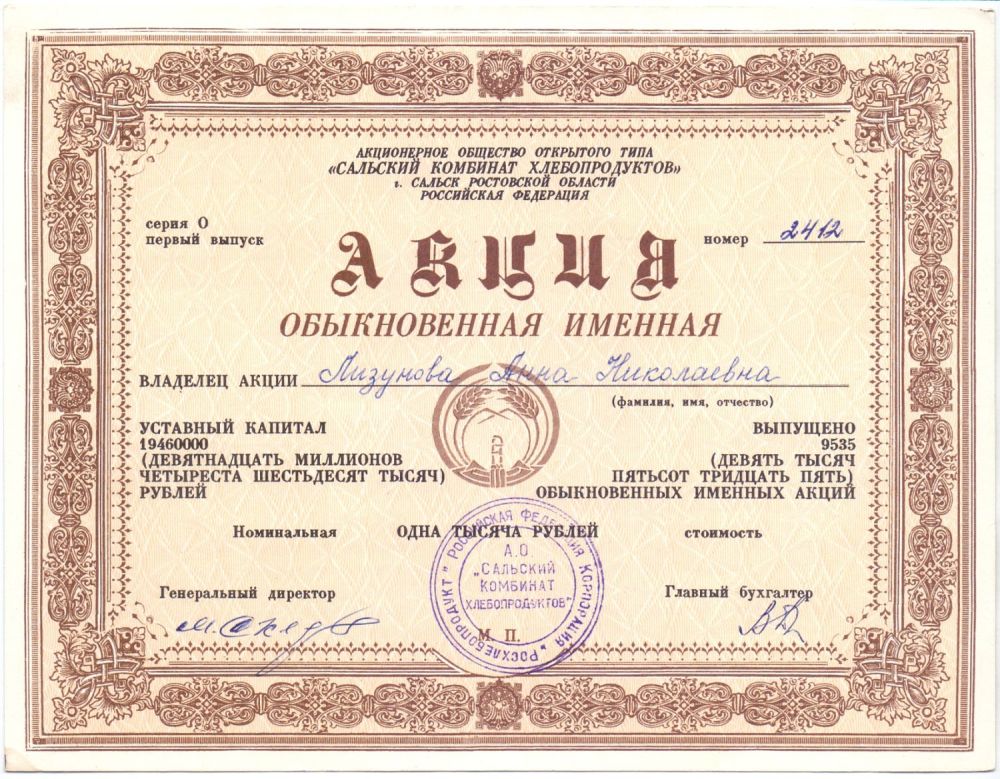 АКЦИОНЕРНОЕ ОБЩЕСТВО ОТКРЫТОГО ТИПА
«САЛЬСКИЙ КОМБИНАТ ХЛЕБОПРОДУКТОВ»
г. САЛЬСК РОСТОВСКОЙ ОБЛАСТИ
РОССИЙСКАЯ ФЕДЕРАЦИЯ
серия О
первый выпуск
номер 2412
АКЦИЯ
ОБЫКНОВЕННАЯ ИМЕННАЯ
ВЛАДЕЛЕЦ АКЦИИ Лизунова Анна Николаевна
(фамилия, имя, отчество)
УСТАВНЫЙ КАПИТАЛ
19460000
(ДЕВЯТНАДЦАТЬ МИЛЛИОНОВ
ЧЕТЫРЕСТА ШЕСТЬДЕСЯТ ТЫСЯЧ)
РУБЛЕЙ
ВЫПУЩЕНО
9535
(ДЕВЯТЬ ТЫСЯЧ
ПЯТЬСОТ ТРИДЦАТЬ ПЯТЬ)
ОБЫКНОВЕННЫХ ИМЕННЫХ АКЦИЙ
Номинальная ОДНА ТЫСЯЧА РУБЛЕЙ стоимость
РОССИЙСКАЯ ФЕДЕРАЦИЯ КОРПОРАЦИЯ „РОСХЛЕБОПРОДУКТ"
А.О.
„САЛЬСКИЙ
КОМБИНАТ
ХЛЕБОПРОДУКТОВ"
Генеральный директор
Главный бухгалтер
М. П.